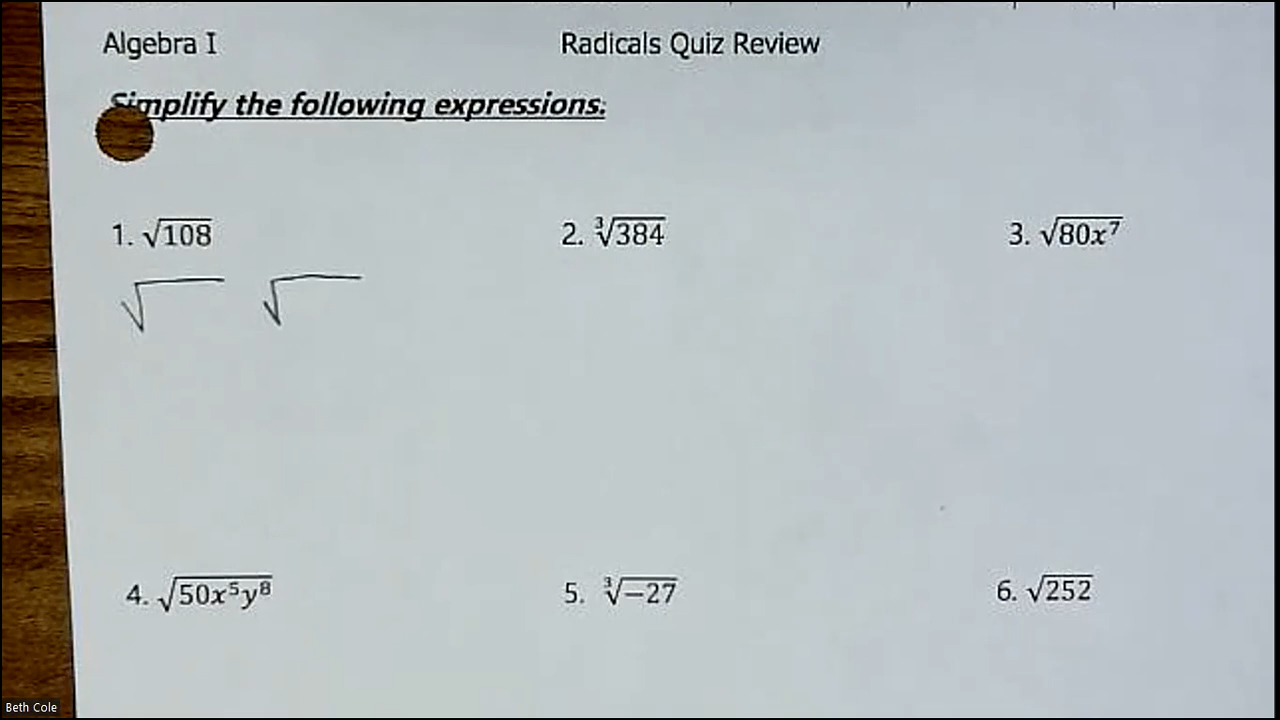 Algebra I Radicals Quiz Review
Simplify the following expressions.
1. √108 2. ∛384 3. √80x⁷
√ √
4. √50x⁵y⁸ 5. ∛−27 6. √252
Beth Cole